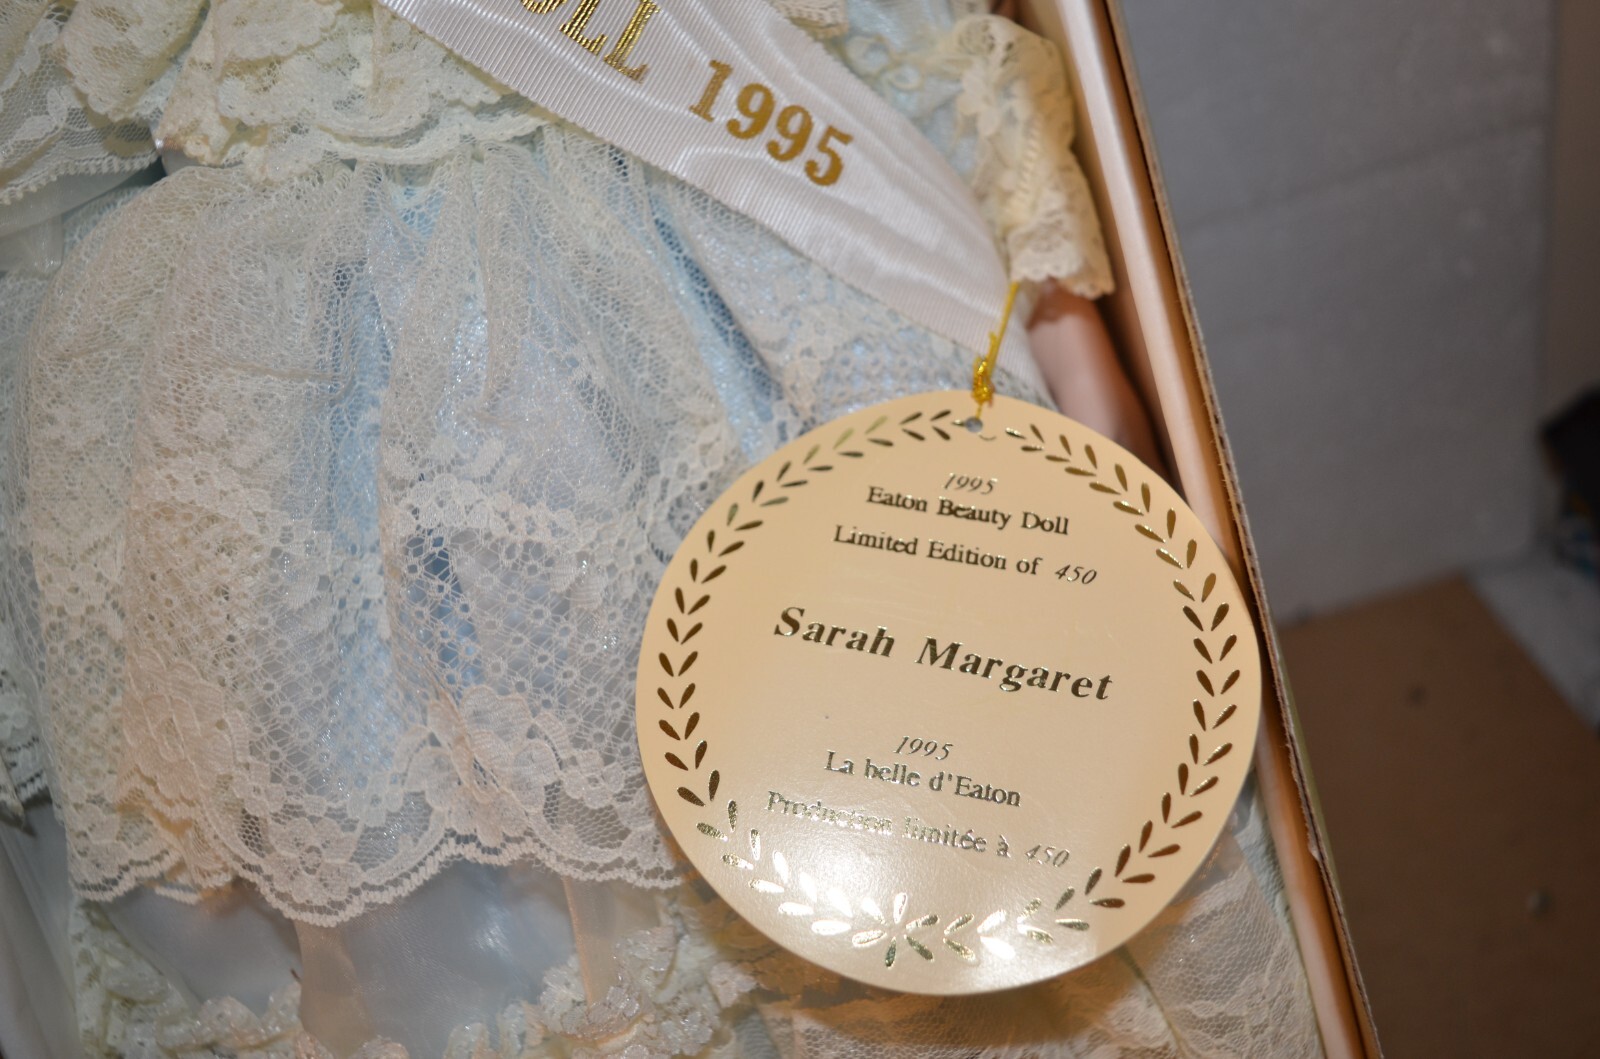 1995
1995
Eaton Beauty Doll
Limited Edition of 450
Sarah Margaret
1995
La belle d'Eaton
Production limitée à 450